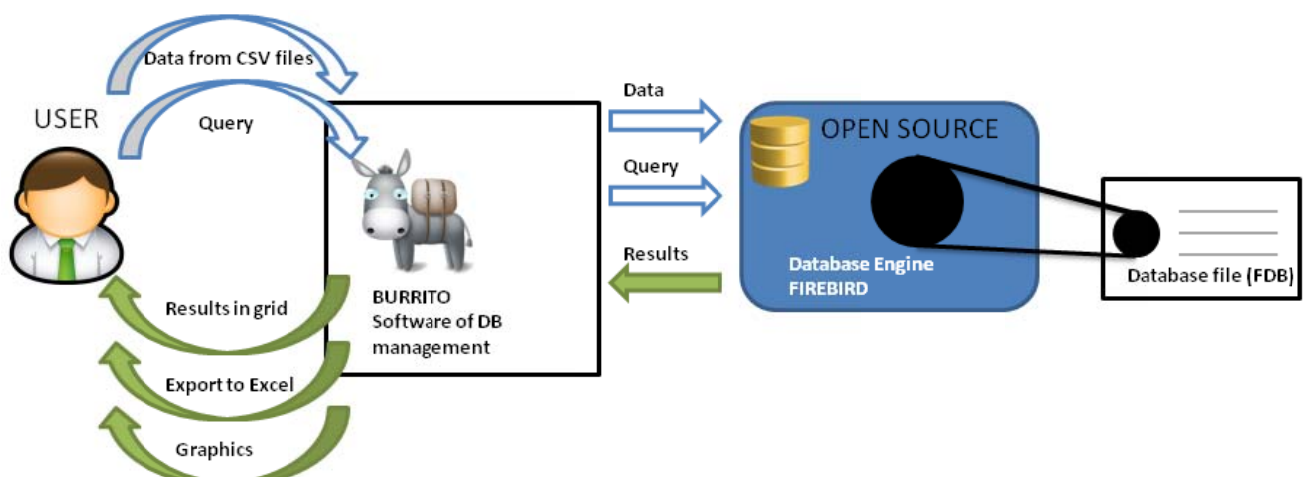 Data from CSV files
USER
Query
BURRITO
Software of DB
management
Results in grid
Export to Excel
Graphics
Data
Query
Results
OPEN SOURCE
Database Engine
FIREBIRD
Database file (FDB)